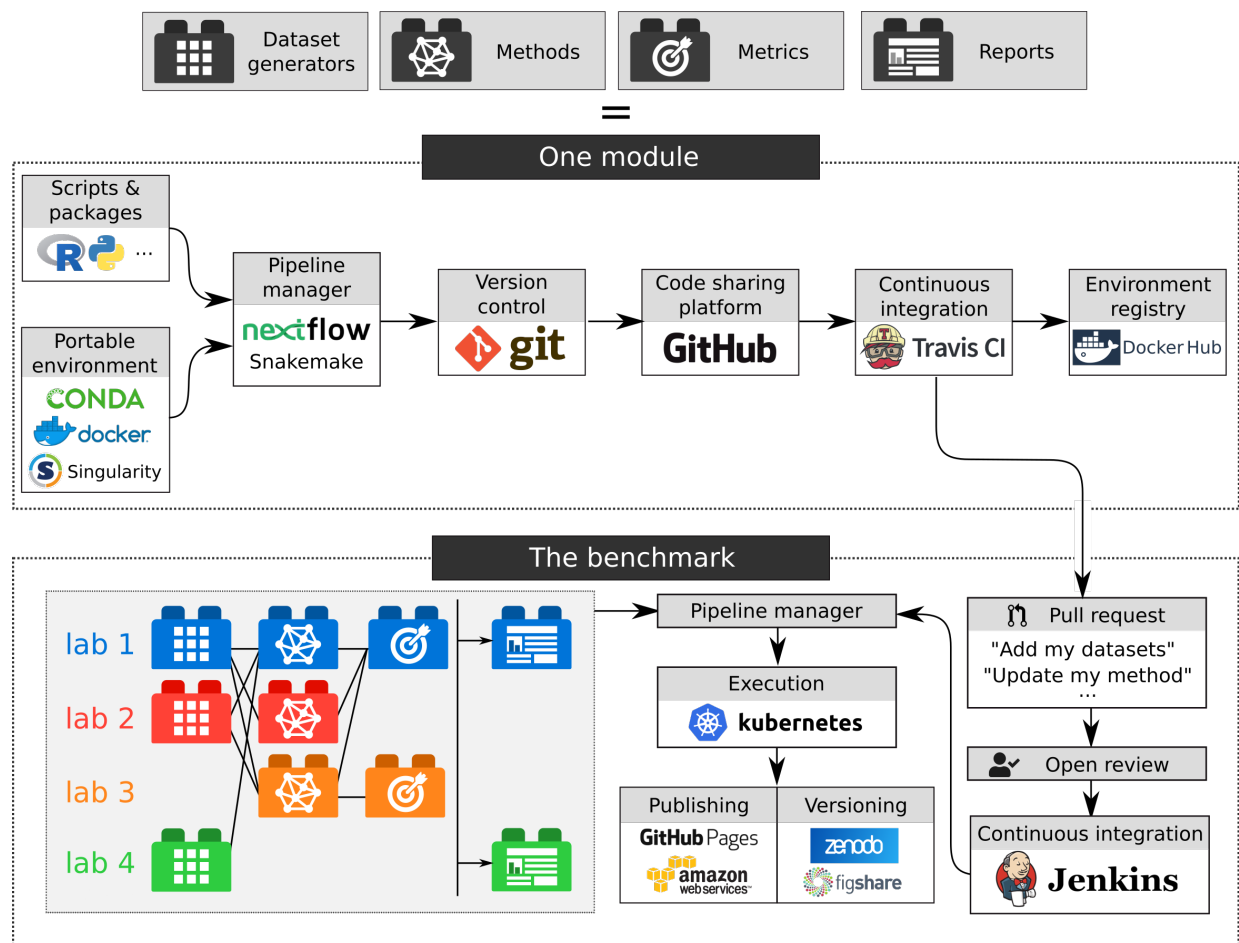 Dataset
generators
Methods
Metrics
Reports
=
One module
Scripts &
packages
R
...
Portable
environment
CONDA
docker
S Singularity
Pipeline
manager
nextflow
Snakemake
Version
control
git
Code sharing
platform
GitHub
Continuous
integration
T
Travis CI
Environment
registry
Docker Hub
The benchmark
lab 1
lab 2
lab 3
lab 4
Pipeline manager
Execution
kubernetes
Publishing
GitHub Pages
amazon
web services™
Versioning
zenodo
figshare
Pull request
"Add my datasets"
"Update my method"
...
Open review
Continuous integration
Jenkins